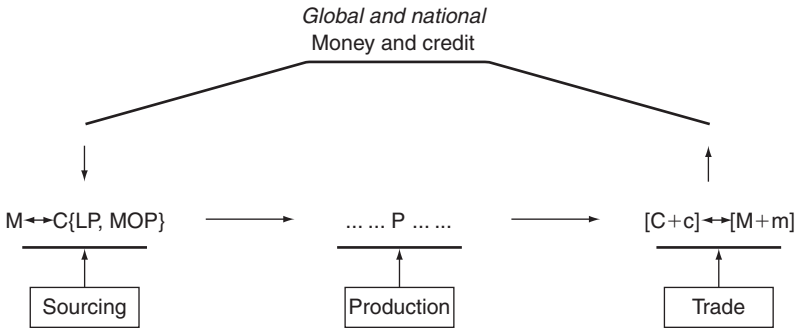 Global and national
Money and credit
M↔C{LP, MOP}
... ... P ... ...
[C+c]↔[M+m]
Sourcing
Production
Trade